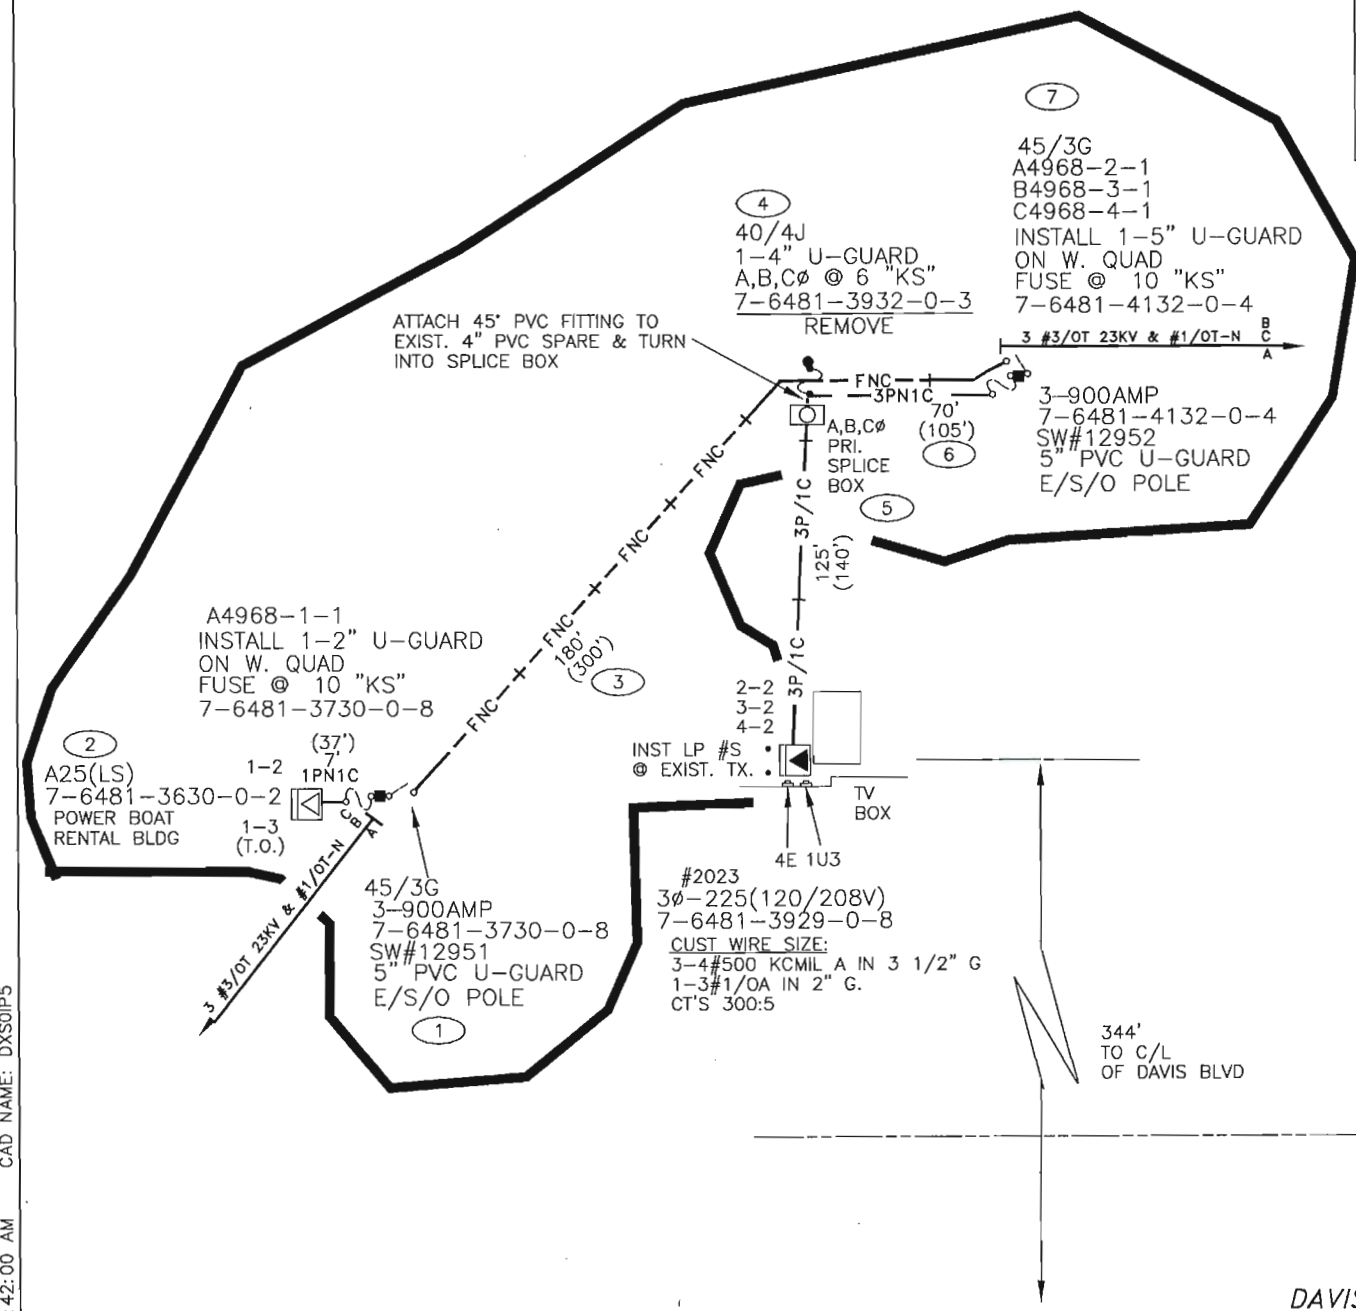 7
45/3G
A4968-2-1
B4968-3-1
C4968-4-1
INSTALL 1-5" U-GUARD
ON W. QUAD
FUSE @ 10 "KS"
7-6481-4132-0-4
4
40/4J
1-4" U-GUARD
A,B,CØ @ 6 "KS"
7-6481-3932-0-3
REMOVE
ATTACH 45° PVC FITTING TO
EXIST. 4" PVC SPARE & TURN
INTO SPLICE BOX
3 #3/OT 23KV & #1/OT-N
B
C
A
FNC
3PN1C
70'
(105')
6
3-900AMP
7-6481-4132-0-4
SW#12952
5" PVC U-GUARD
E/S/O POLE
A,B,CØ
PRI.
SPLICE
BOX
5
3P/1C
125'
(140')
3P/1C
FNC
FNC
FNC
FNC
180'
(300')
3
A4968-1-1
INSTALL 1-2" U-GUARD
ON W. QUAD
FUSE @ 10 "KS"
7-6481-3730-0-8
2
A25(LS)
7-6481-3630-0-2
POWER BOAT
RENTAL BLDG
(37')
7'
1-2
1PN1C
1-3
(T.O.)
C
B
A
3 #3/OT 23KV & #1/OT-N
45/3G
3-900AMP
7-6481-3730-0-8
SW#12951
5" PVC U-GUARD
E/S/O POLE
1
2-2
3-2
4-2
INST LP #S
@ EXIST. TX.
TV
BOX
4E 1U3
#2023
3Ø-225(120/208V)
7-6481-3929-0-8
CUST WIRE SIZE:
3-4#500 KCMIL A IN 3 1/2" G
1-3#1/0A IN 2" G.
CT'S 300:5
344'
TO C/L
OF DAVIS BLVD
DAVIS
42:00 AM CAD NAME: DXS0IP5